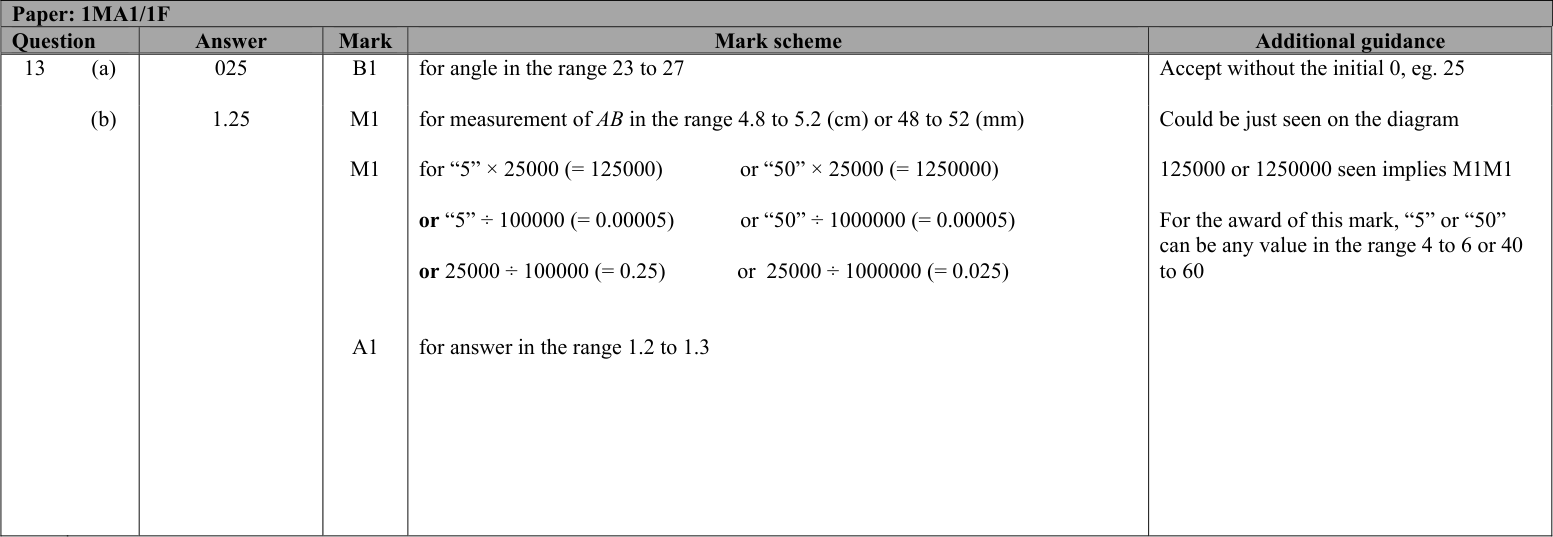 Paper: 1MA1/1F
Question Answer Mark Mark scheme Additional guidance
13 (a) 025 B1 for angle in the range 23 to 27 Accept without the initial 0, eg. 25
(b) 1.25 M1 for measurement of AB in the range 4.8 to 5.2 (cm) or 48 to 52 (mm) Could be just seen on the diagram
M1 for “5” × 25000 (= 125000) or “50” × 25000 (= 1250000) 125000 or 1250000 seen implies M1M1
or “5” ÷ 100000 (= 0.00005) or “50” ÷ 1000000 (= 0.00005) For the award of this mark, “5” or “50”
can be any value in the range 4 to 6 or 40
or 25000 ÷ 100000 (= 0.25) or 25000 ÷ 1000000 (= 0.025) to 60
A1 for answer in the range 1.2 to 1.3